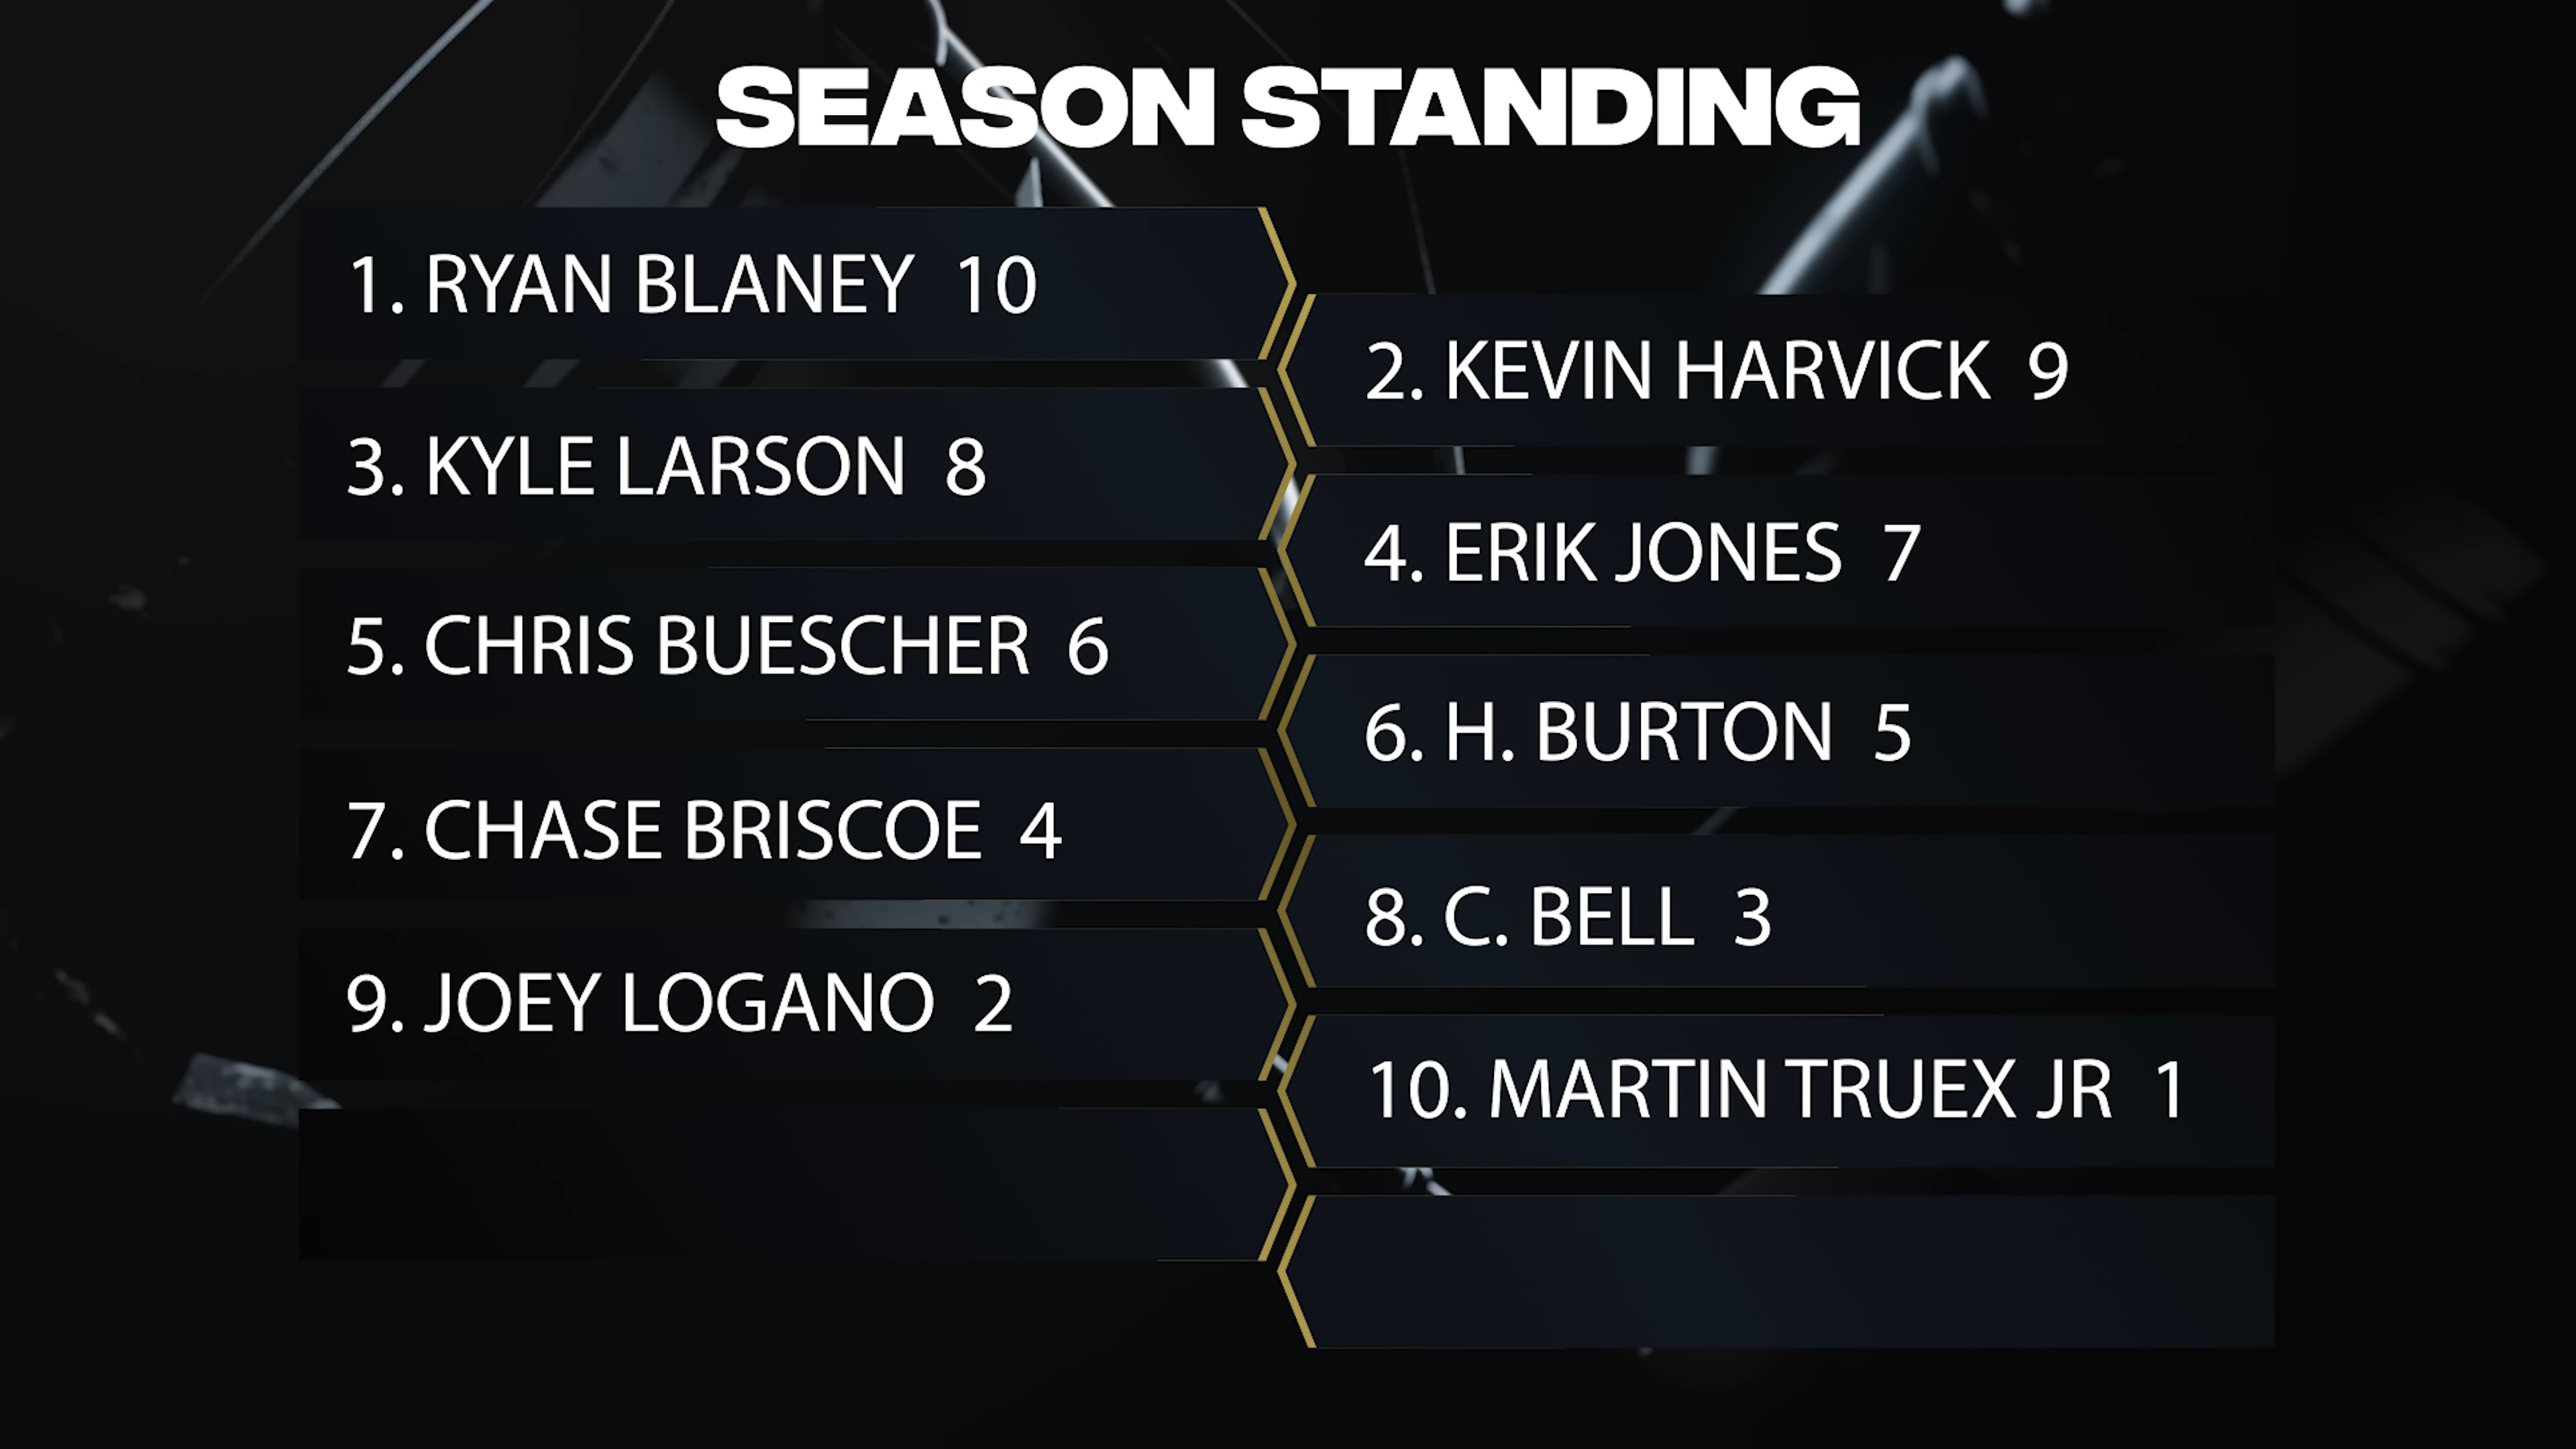 SEASON STANDING
1. RYAN BLANEY 10
2. KEVIN HARVICK 9
3. KYLE LARSON 8
4. ERIK JONES 7
5. CHRIS BUESCHER 6
6. H. BURTON 5
7. CHASE BRISCOE 4
8. C. BELL 3
9. JOEY LOGANO 2
10. MARTIN TRUEX JR 1